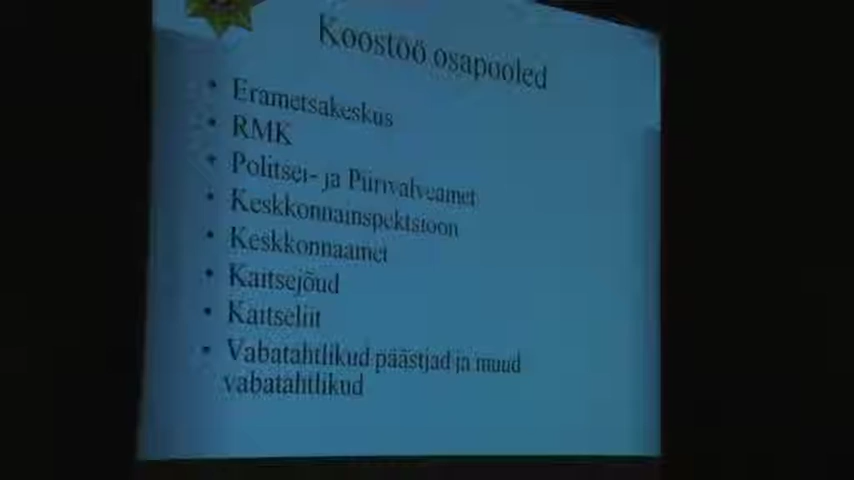 Koostöö osapooled
• Erametsakeskus
• RMK
• Politsei- ja Piirivalveamet
• Keskkonnainspektsioon
• Keskkonnaamet
• Kaitsejõud
• Kaitseliit
• Vabatahtlikud päästjad ja muud
vabatahtlikud